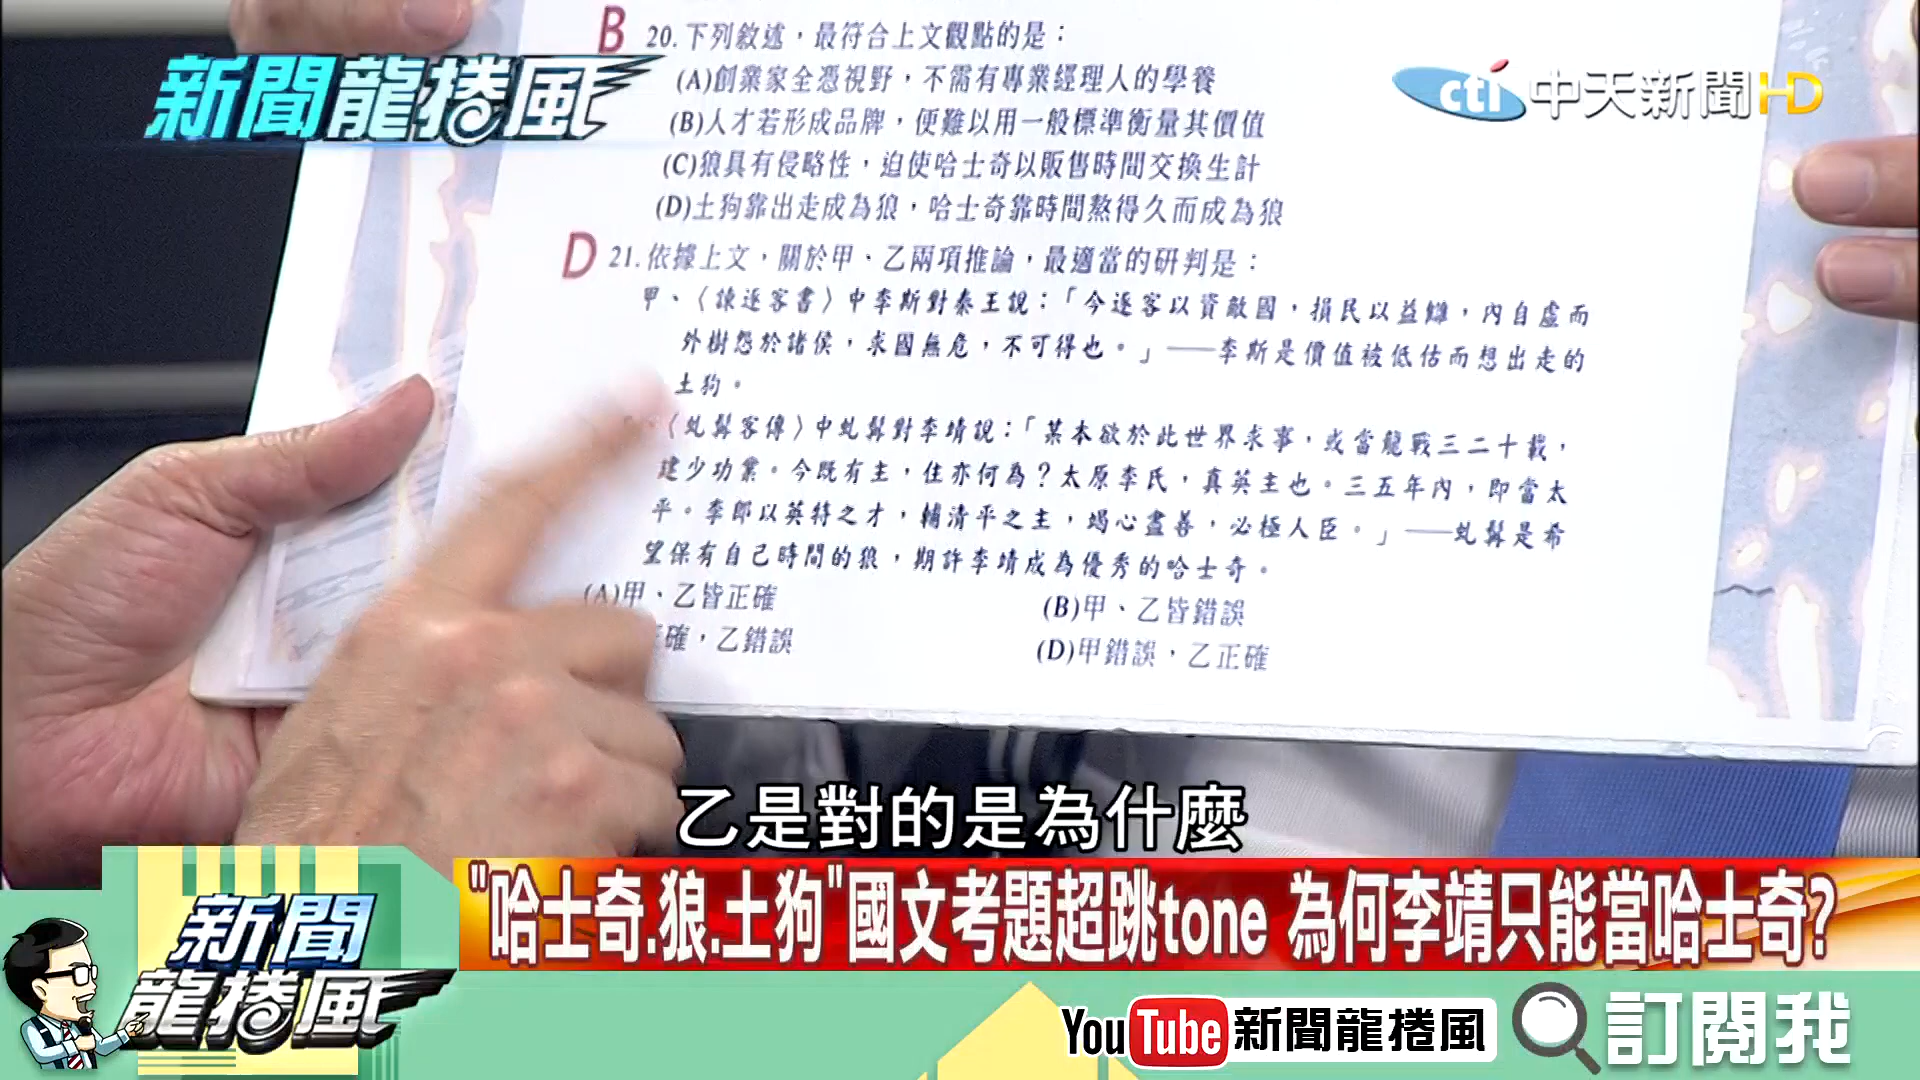 B 20.下列敘述，最符合上文觀點的是：
(A)創業家全憑視野，不需有專業經理人的學養
(B)人才若形成品牌，便難以用一般標準衡量其價值
(C)狼具有侵略性，迫使哈士奇以販售時間交換生計
(D)土狗靠出走成為狼，哈士奇靠時間熬得久而成為狼
D 21.依據上文，關於甲、乙兩項推論，最適當的研判是：
甲、〈諫逐客書〉中李斯對秦王說：「今逐客以資敵國，損民以益讎，內自虛而
外樹怨於諸侯，求國無危，不可得也。」——李斯是價值被低估而想出走的
土狗。
〈虬髯客傳〉中虬髯對李靖說：「某本欲於此世界求事，或當龍戰三二十載，
建少功業。今既有主，住亦何為？太原李氏，真英主也。三五年內，即當太
平。李郎以英特之才，輔清平之主，竭心盡善，必極人臣。」——虬髯是希
望保有自己時間的狼，期許李靖成為優秀的哈士奇。
(A)甲、乙皆正確
(B)甲、乙皆錯誤
確，乙錯誤
(D)甲錯誤，乙正確
新聞龍捲風
cti 中天新聞HD
乙是對的是為什麼
"哈士奇.狼.土狗"國文考題超跳tone 為何李靖只能當哈士奇?
新聞
龍捲風
YouTube 新聞龍捲風
訂閱我